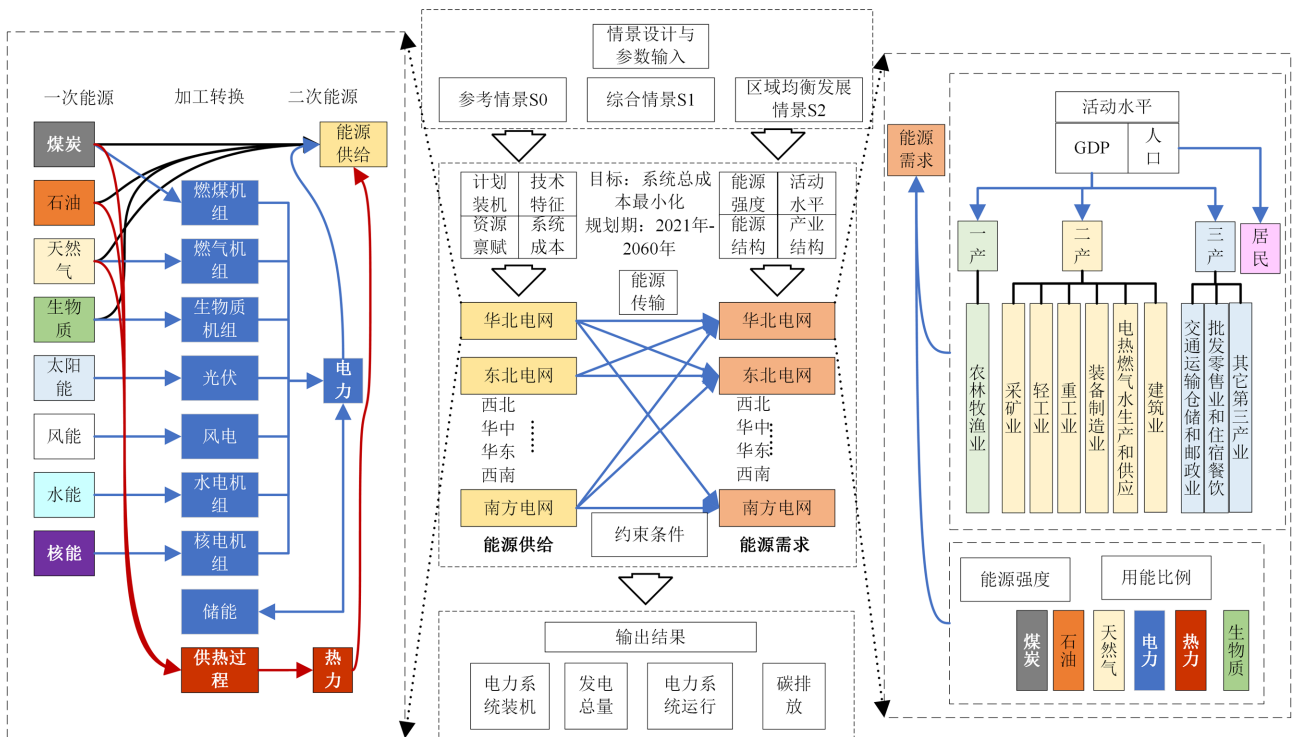 一次能源
加工转换
二次能源
煤炭
石油
天然
气
生物
质
太阳
能
风能
水能
核能
燃煤机
组
燃气机
组
生物质
机组
光伏
风电
水电机
组
核电机
组
储能
供热过
程
能源
供给
电
力
热
力
情景设计与
参数输入
参考情景S0
综合情景S1
区域均衡发展
情景S2
计划
装机
技术
特征
资源
禀赋
系统
成本
目标：系统总成
本最小化
规划期：2021年-
2060年
能源
强度
活动
水平
能源
结构
产业
结构
能源
传输
华北电网
东北电网
西北
华中
华东
西南
南方电网
能源供给
华北电网
东北电网
西北
华中
华东
西南
南方电网
能源需求
约束条件
输出结果
电力系
统装机
发电
总量
电力系
统运行
碳排
放
能源
需求
活动水平
GDP
人
口
一产
二产
三产
居民
农林牧渔业
采矿业
轻工业
重工业
装备制造业
电热燃气水生产和供应
建筑业
交通运输仓储和邮政业
批发零售业和住宿餐饮
其它第三产业
能源强度
用能比例
煤炭
石油
天然气
电力
热力
生物质